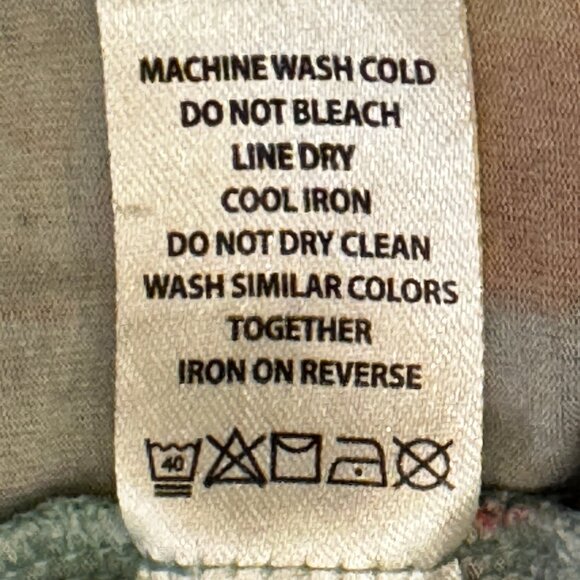 MACHINE WASH COLD
DO NOT BLEACH
LINE DRY
COOL IRON
DO NOT DRY CLEAN
WASH SIMILAR COLORS
TOGETHER
IRON ON REVERSE
40